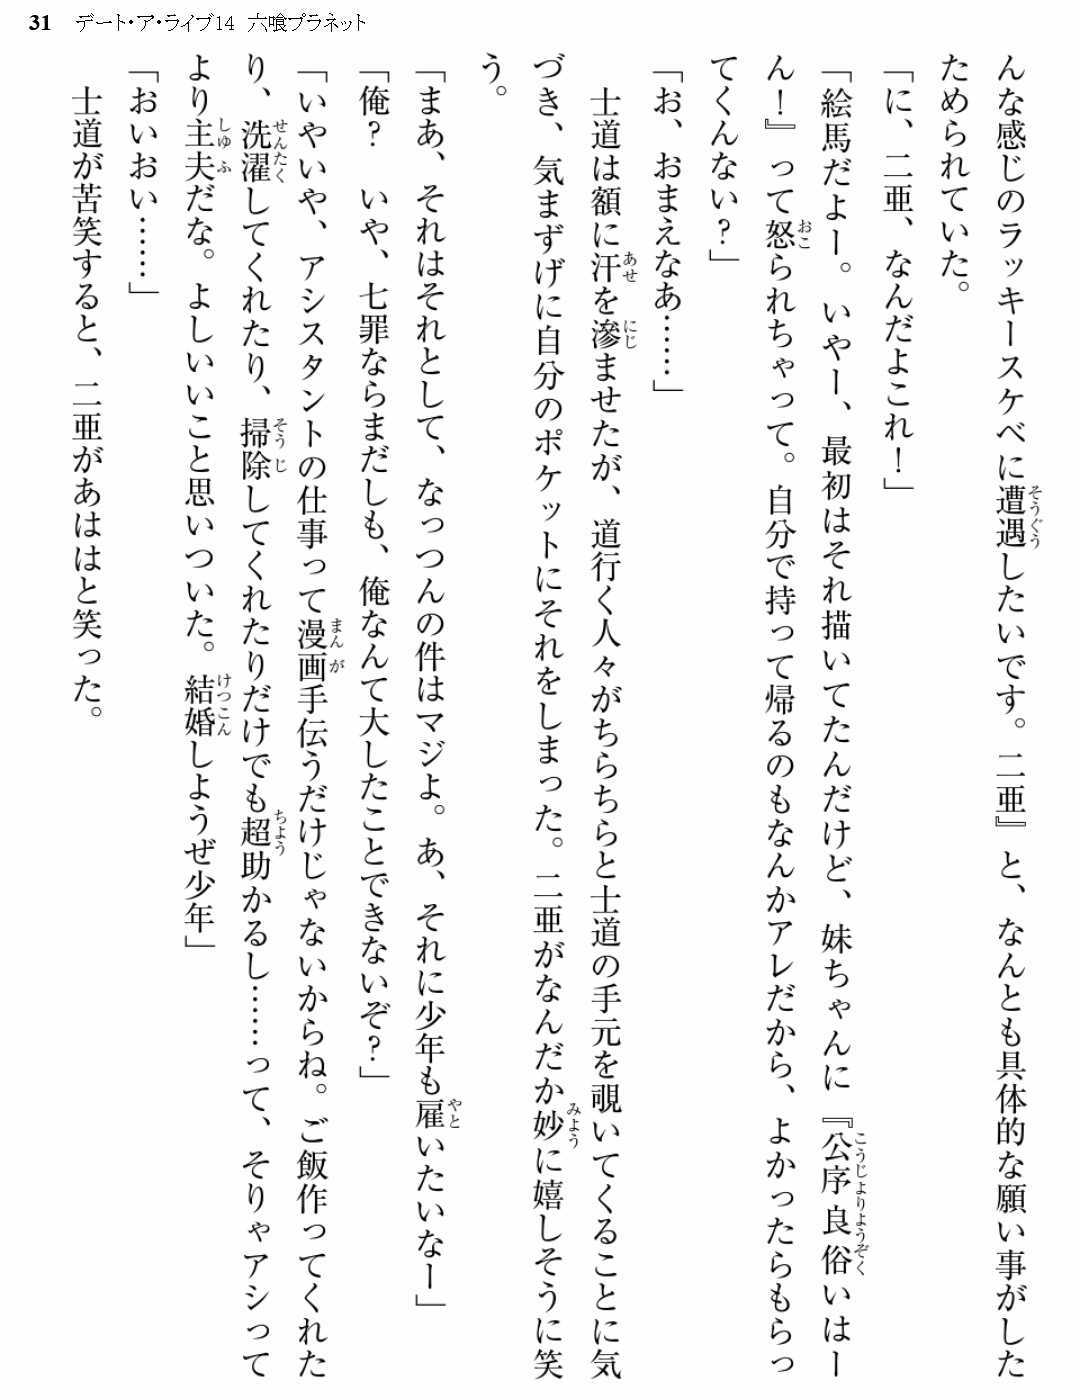 31 デート・ア・ライブ14 六喰プラネット
んな感じのラッキースケベに遭遇したいです。二亜』と、なんとも具体的な願い事がした
ためられていた。
「に、二亜、なんだよこれ！」
「絵馬だよー。いやー、最初はそれ描いてたんだけど、妹ちゃんに『公序良俗いはー
ん！』って怒られちゃって。自分で持って帰るのもなんかアレだから、よかったらもらっ
てくんない？」
「お、おまえなあ……」
士道は額に汗を滲ませたが、道行く人々がちらちらと士道の手元を覗いてくることに気
づき、気まずげに自分のポケットにそれをしまった。二亜がなんだか妙に嬉しそうに笑
う。
「まあ、それはそれとして、なっつんの件はマジよ。あ、それに少年も雇いたいなー」
「俺？　いや、七罪ならまだしも、俺なんて大したことできないぞ？」
「いやいや、アシスタントの仕事って漫画手伝うだけじゃないからね。ご飯作ってくれた
り、洗濯してくれたり、掃除してくれたりだけでも超助かるし……って、そりゃアシって
より主夫だな。よしいいこと思いついた。結婚しようぜ少年」
「おいおい……」
士道が苦笑すると、二亜があははと笑った。